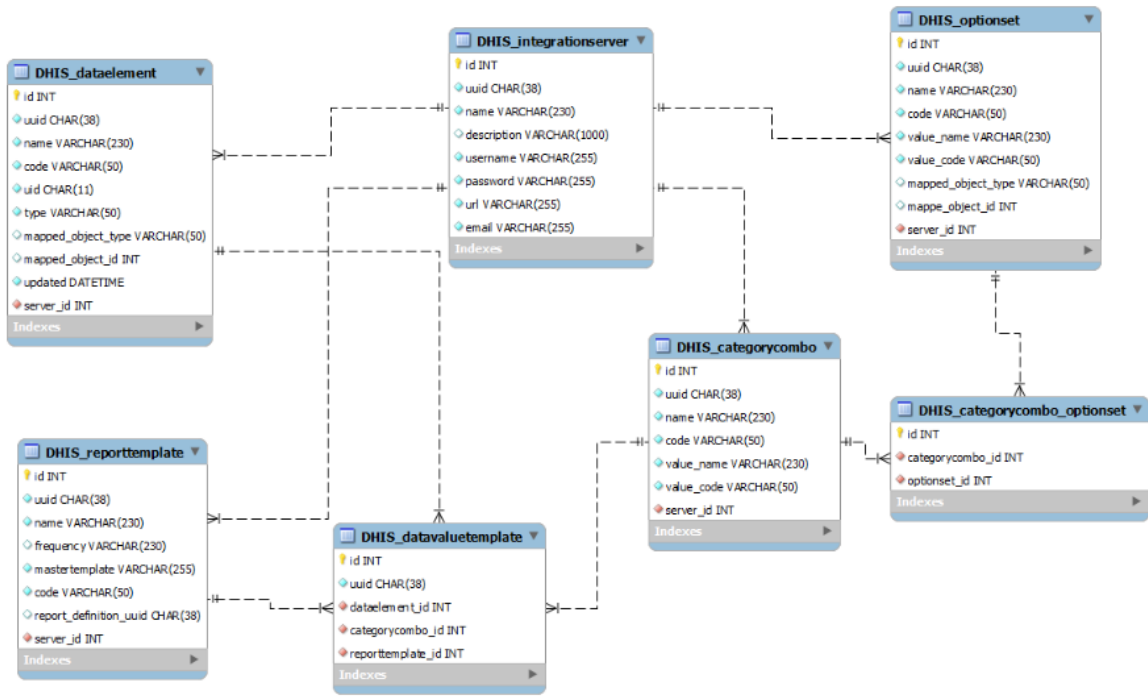 DHIS_dataelement
id INT
uuid CHAR(38)
name VARCHAR(230)
code VARCHAR(50)
uid CHAR(11)
type VARCHAR(50)
mapped_object_type VARCHAR(50)
mapped_object_id INT
updated DATETIME
server_id INT
Indexes
DHIS_integrationserver
id INT
uuid CHAR(38)
name VARCHAR(230)
description VARCHAR(1000)
username VARCHAR(255)
password VARCHAR(255)
url VARCHAR(255)
email VARCHAR(255)
Indexes
DHIS_optionset
id INT
uuid CHAR(38)
name VARCHAR(230)
code VARCHAR(50)
value_name VARCHAR(230)
value_code VARCHAR(50)
mapped_object_type VARCHAR(50)
mappe_object_id INT
server_id INT
Indexes
DHIS_categorycombo
id INT
uuid CHAR(38)
name VARCHAR(230)
code VARCHAR(50)
value_name VARCHAR(230)
value_code VARCHAR(50)
server_id INT
Indexes
DHIS_categorycombo_optionset
id INT
categorycombo_id INT
optionset_id INT
Indexes
DHIS_reporttemplate
id INT
uuid CHAR(38)
name VARCHAR(230)
frequency VARCHAR(230)
mastertemplate VARCHAR(255)
code VARCHAR(50)
report_definition_uuid CHAR(38)
server_id INT
Indexes
DHIS_datavaluetemplate
id INT
uuid CHAR(38)
dataelement_id INT
categorycombo_id INT
reporttemplate_id INT
Indexes